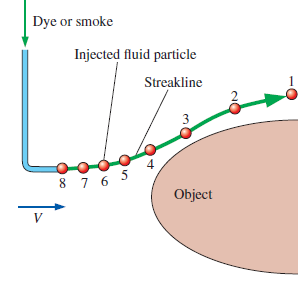 Dye or smoke
Injected fluid particle
Streakline
1
2
3
4
5
6
7
8
Object
V